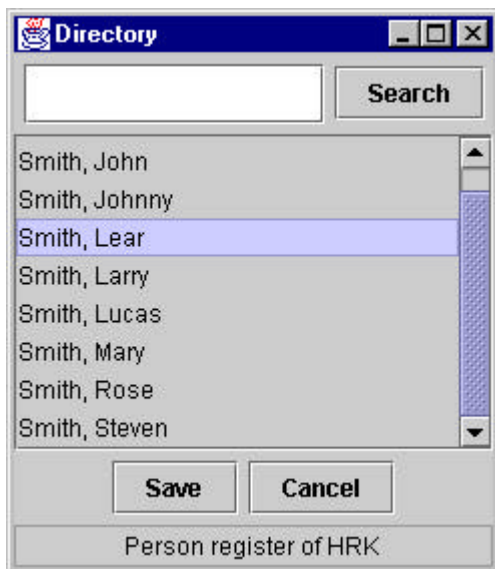 Directory
Search
Smith, John
Smith, Johnny
Smith, Lear
Smith, Larry
Smith, Lucas
Smith, Mary
Smith, Rose
Smith, Steven
Save Cancel
Person register of HRK